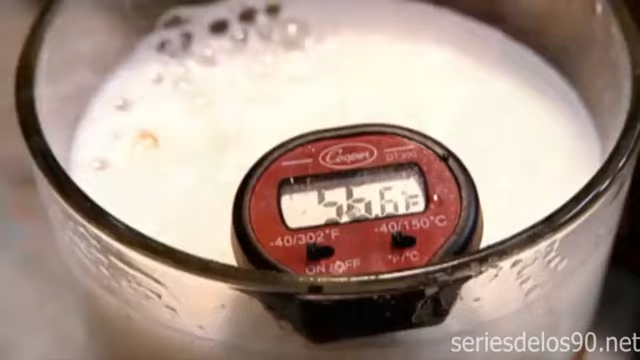 Cooper
56.6°F
-40/302°F -40/150°C
ON/OFF °F/°C
seriesdelos90.net